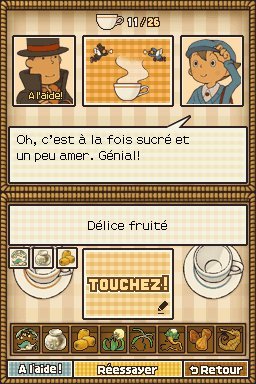 11/26
A l'aide!
Oh, c'est à la fois sucré et
un peu amer. Génial!
Délice fruité
TOUCHEZ!
A l'aide!
Réessayer
Retour